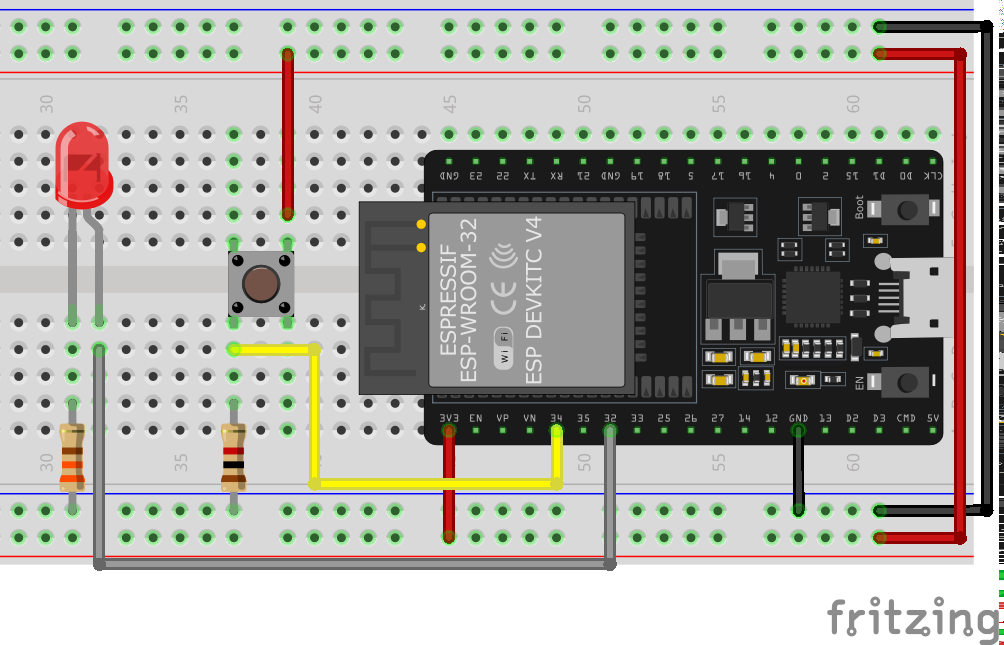 30 35 40 45 50 55 60
GND 23 22 TX RX 21 GND 19 18 5 17 16 4 0 2 15 D1 D0 CLK
Boot
ESPRESSIF
ESP-WROOM-32
Wi Fi
CE
ESP DEVKITC V4
EN
3V3 EN VP VN 34 35 32 33 25 26 27 14 12 GND 13 D2 D3 CMD 5V
30 35 50 55 60
fritzing